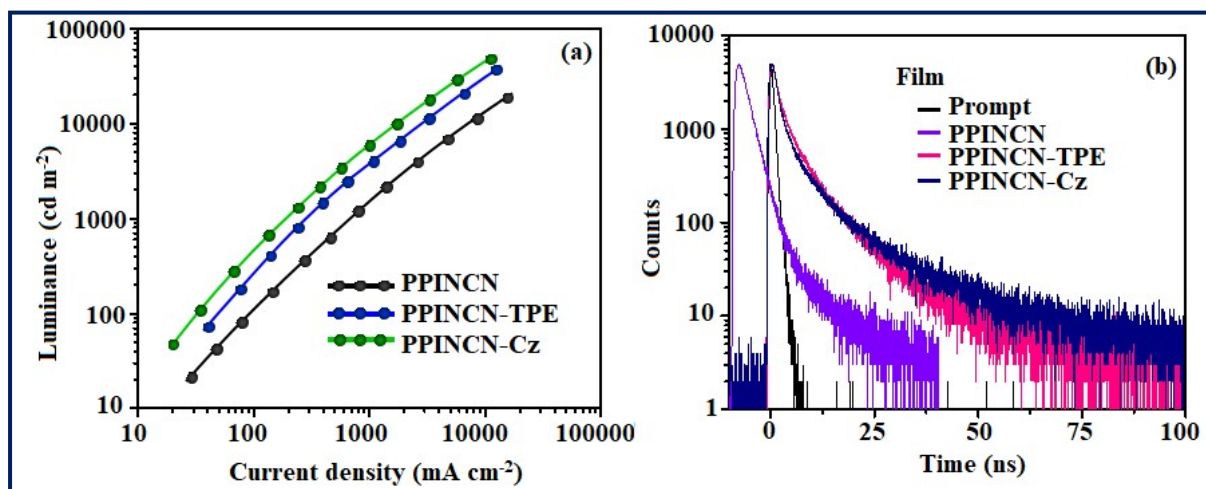 (a)
100000
10000
1000
100
10
Luminance (cd m⁻²)
PPINCN
PPINCN-TPE
PPINCN-Cz
10 100 1000 10000 100000
Current density (mA cm⁻²)
(b)
10000
1000
100
10
1
Counts
Film
Prompt
PPINCN
PPINCN-TPE
PPINCN-Cz
0 25 50 75 100
Time (ns)